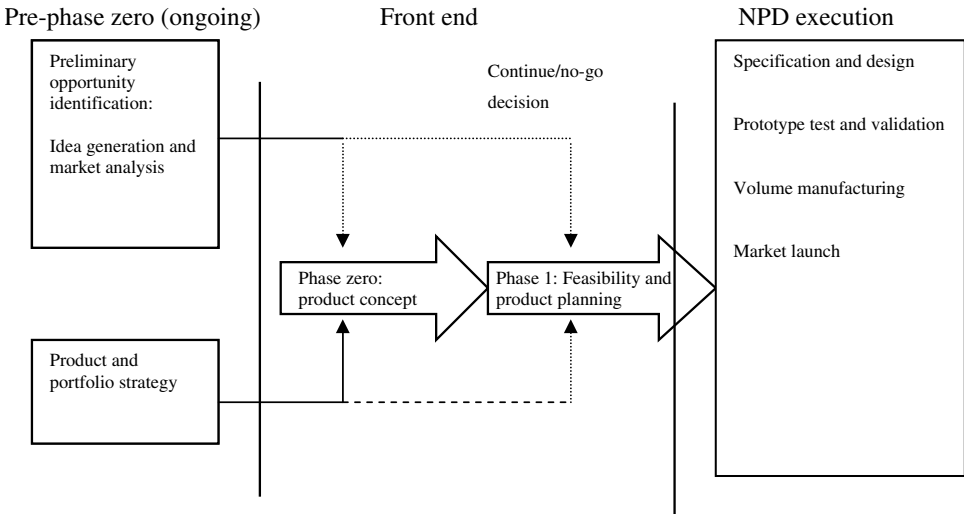 Pre-phase zero (ongoing)
Front end
NPD execution
Preliminary
opportunity
identification:
Idea generation and
market analysis
Continue/no-go
decision
Specification and design
Prototype test and validation
Volume manufacturing
Market launch
Phase zero:
product concept
Phase 1: Feasibility and
product planning
Product and
portfolio strategy